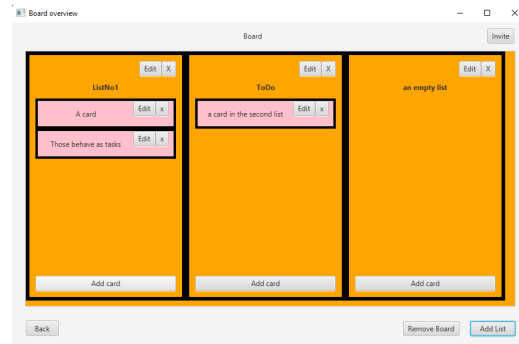 Board overview
Board
Invite
Edit X
ListNo1
A card
Edit x
Those behave as tasks
Edit x
Add card
Edit X
ToDo
a card in the second list
Edit x
Add card
Edit X
an empty list
Add card
Back
Remove Board
Add List